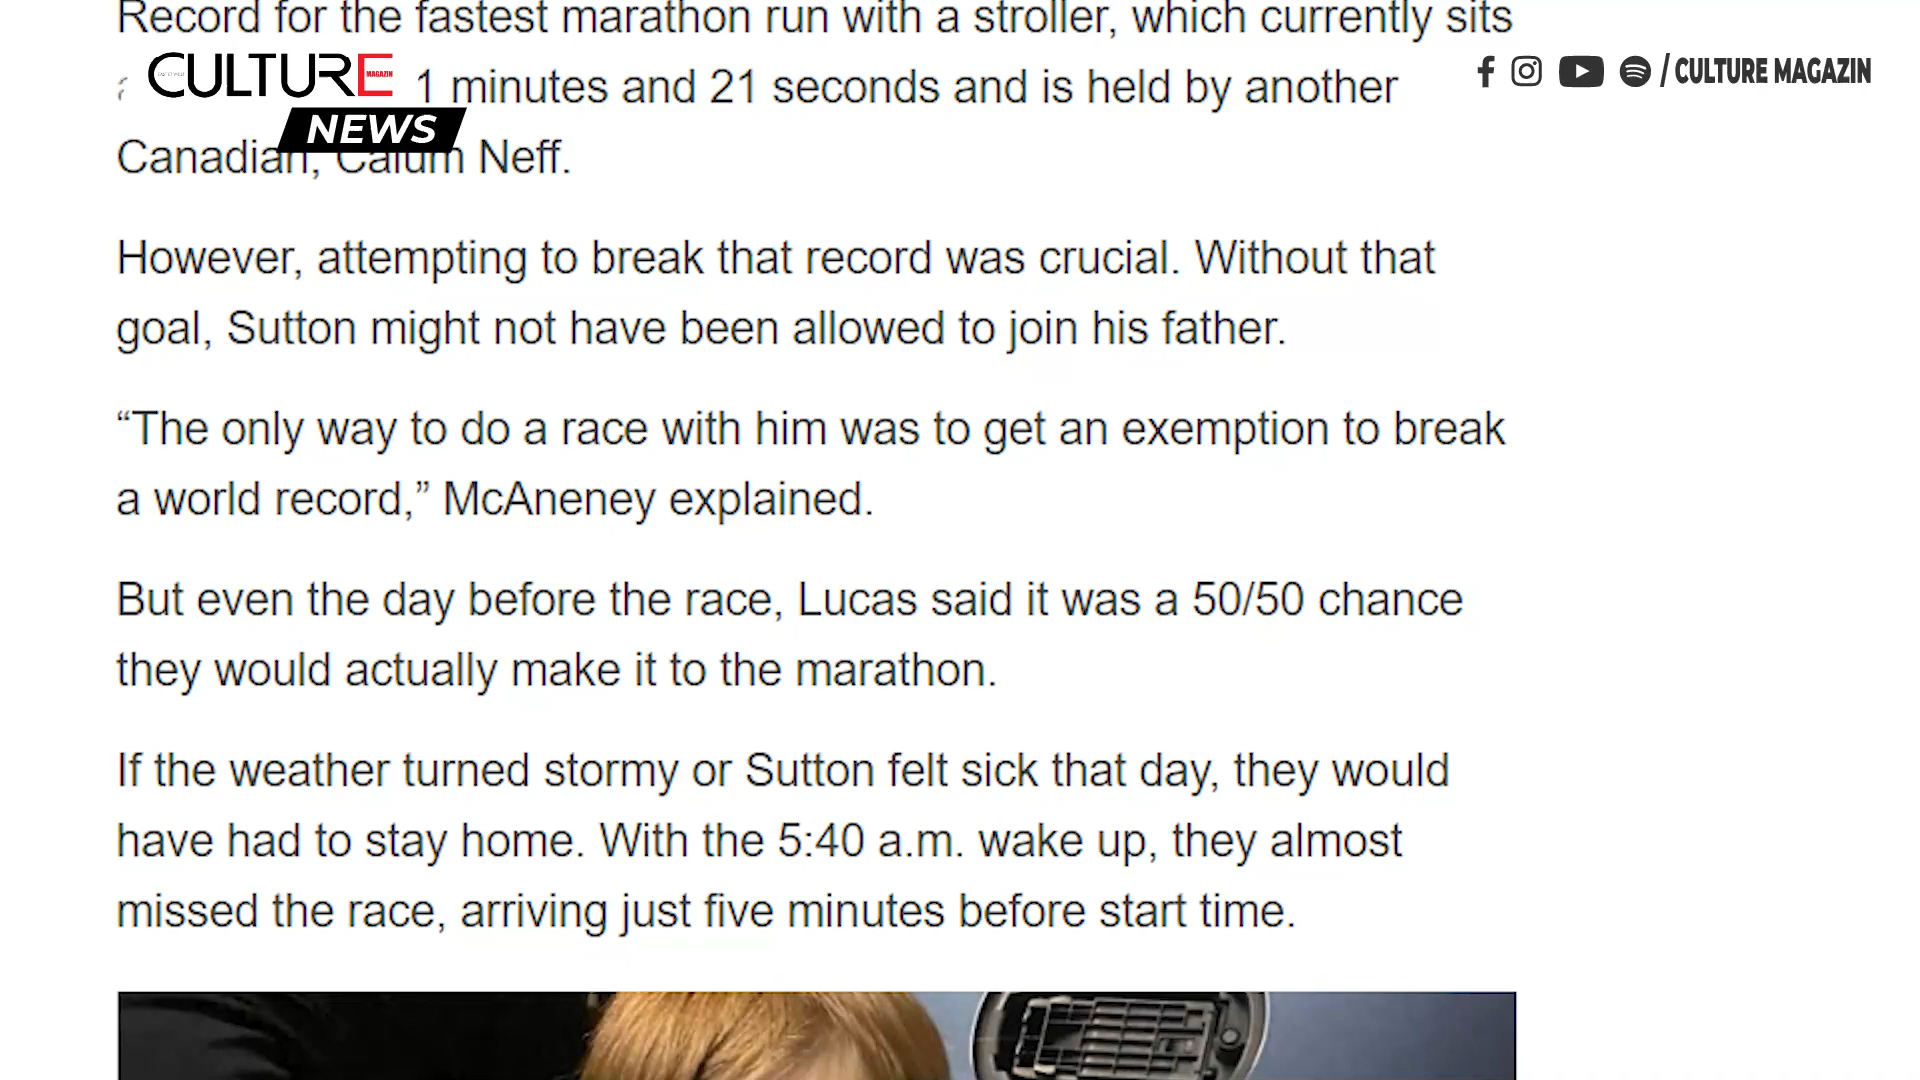 Record for the fastest marathon run with a stroller, which currently sits
CULTURE
MAGAZIN
NEWS
/ CULTURE MAGAZIN
1 minutes and 21 seconds and is held by another
Canadian, Calum Neff.
However, attempting to break that record was crucial. Without that
goal, Sutton might not have been allowed to join his father.
“The only way to do a race with him was to get an exemption to break
a world record,” McAneney explained.
But even the day before the race, Lucas said it was a 50/50 chance
they would actually make it to the marathon.
If the weather turned stormy or Sutton felt sick that day, they would
have had to stay home. With the 5:40 a.m. wake up, they almost
missed the race, arriving just five minutes before start time.